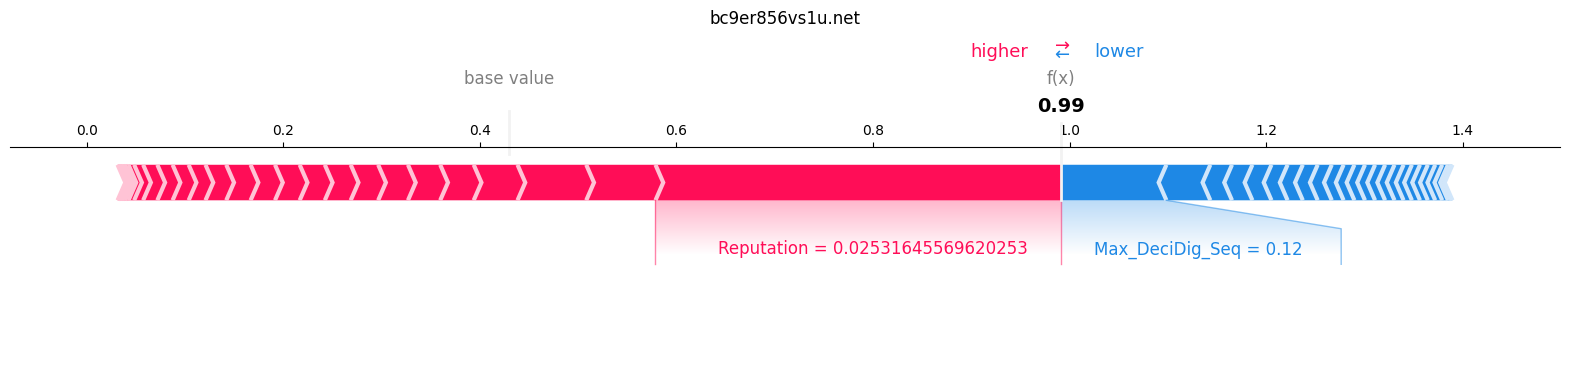 bc9er856vs1u.net
higher → ← lower
base value f(x)
0.99
0.0 0.2 0.4 0.6 0.8 1.0 1.2 1.4
Reputation = 0.02531645569620253 Max_DeciDig_Seq = 0.12